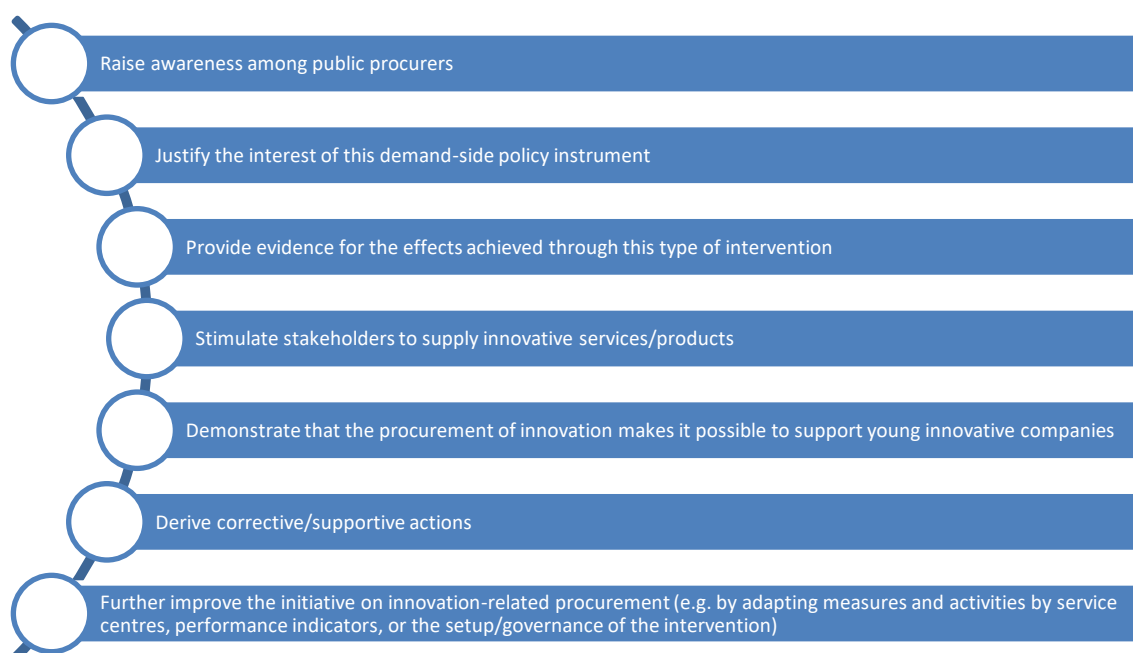 Raise awareness among public procurers
Justify the interest of this demand-side policy instrument
Provide evidence for the effects achieved through this type of intervention
Stimulate stakeholders to supply innovative services/products
Demonstrate that the procurement of innovation makes it possible to support young innovative companies
Derive corrective/supportive actions
Further improve the initiative on innovation-related procurement (e.g. by adapting measures and activities by service
centres, performance indicators, or the setup/governance of the intervention)